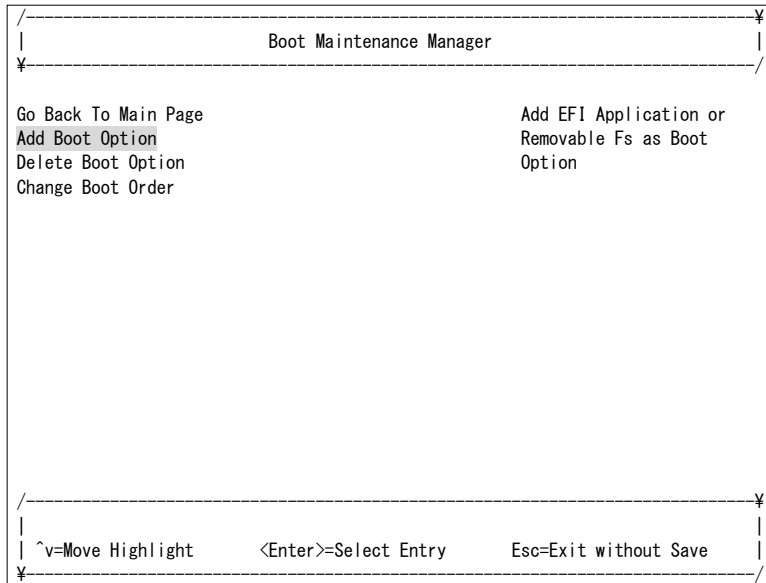 /------------------------------------------------------------------------------¥
| Boot Maintenance Manager |
¥------------------------------------------------------------------------------/
Go Back To Main Page Add EFI Application or
Add Boot Option Removable Fs as Boot
Delete Boot Option Option
Change Boot Order
/------------------------------------------------------------------------------¥
| |
| ^v=Move Highlight <Enter>=Select Entry Esc=Exit without Save |
¥------------------------------------------------------------------------------/